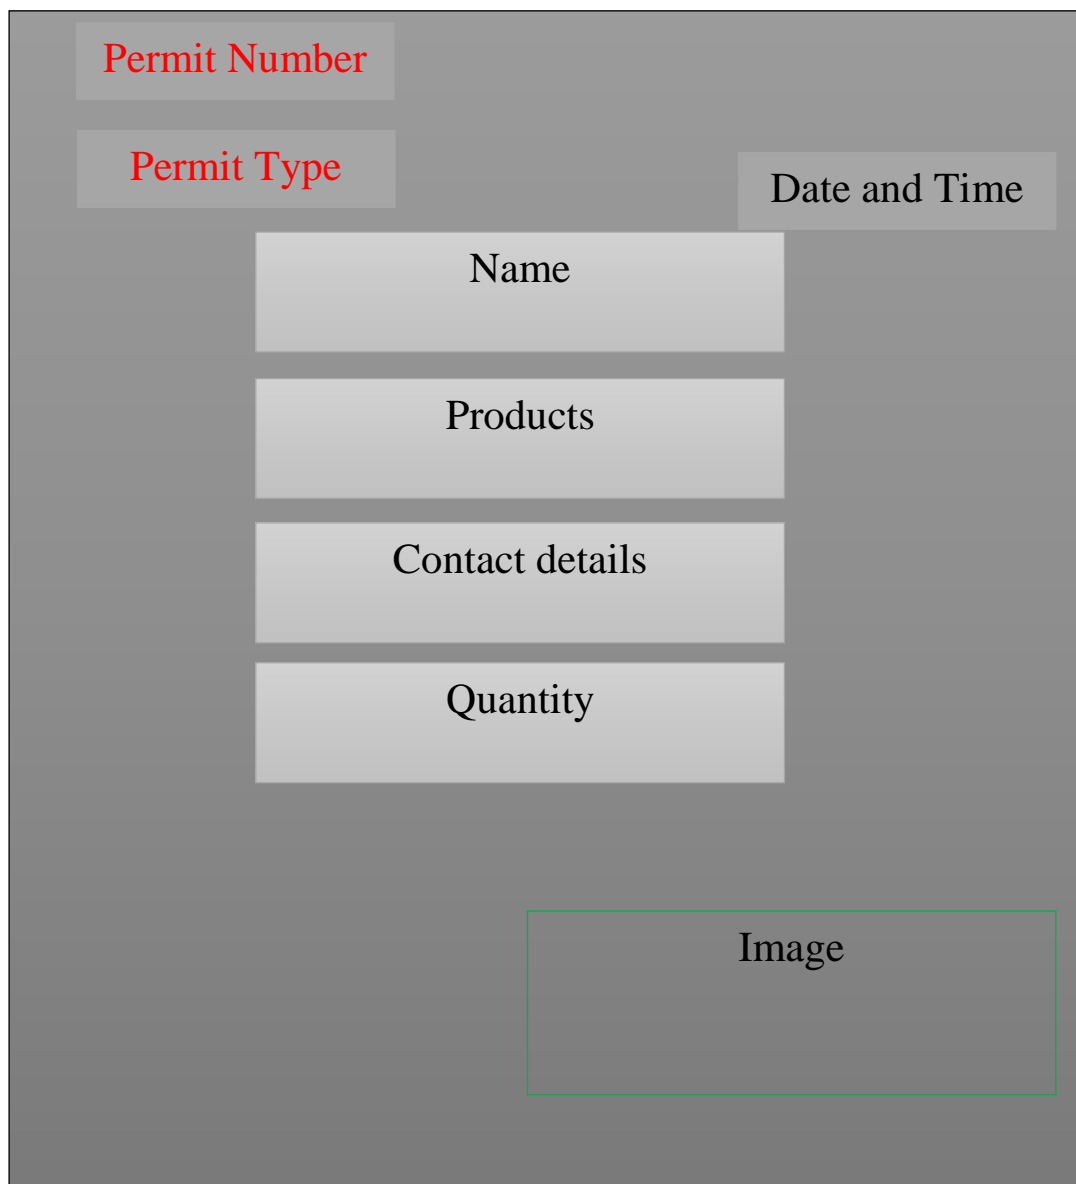 Permit Number
Permit Type
Date and Time
Name
Products
Contact details
Quantity
Image